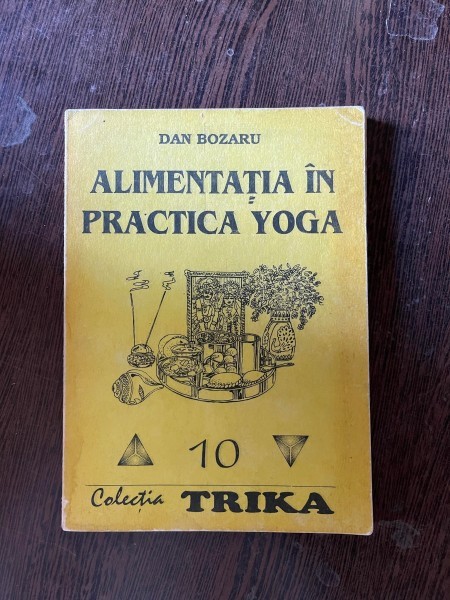 DAN BOZARU
ALIMENTAȚIA ÎN
PRACTICA YOGA
10
Colecția TRIKA